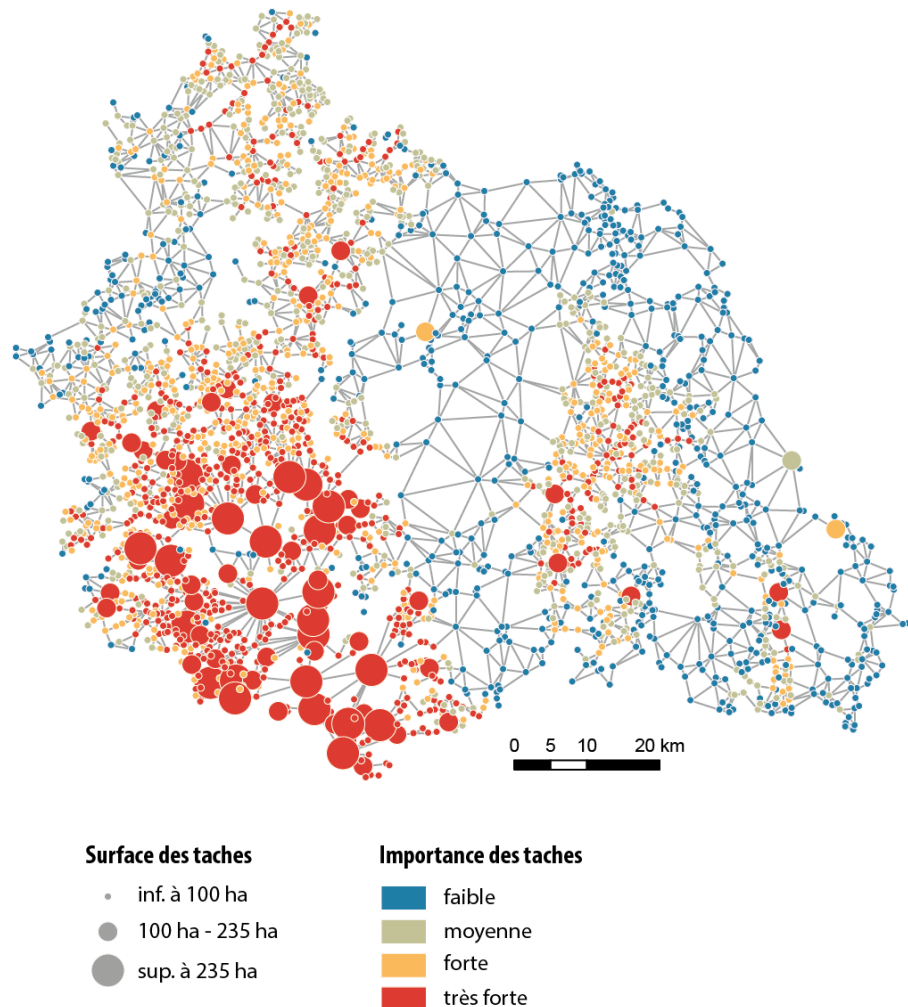 0 5 10 20 km
Surface des taches
inf. à 100 ha
100 ha - 235 ha
sup. à 235 ha
Importance des taches
faible
moyenne
forte
très forte